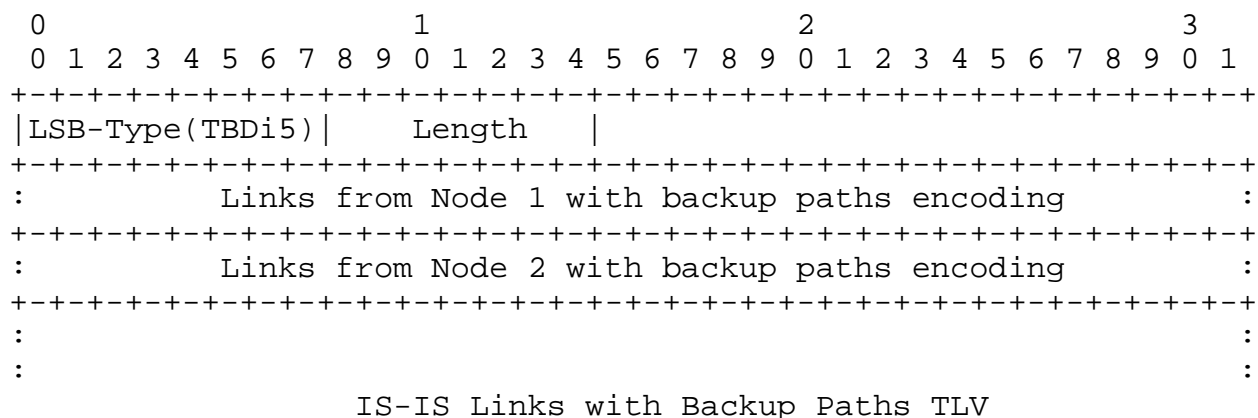 0                   1                   2                   3
 0 1 2 3 4 5 6 7 8 9 0 1 2 3 4 5 6 7 8 9 0 1 2 3 4 5 6 7 8 9 0 1
+-+-+-+-+-+-+-+-+-+-+-+-+-+-+-+-+-+-+-+-+-+-+-+-+-+-+-+-+-+-+-+-+
|LSB-Type(TBDi5)|    Length   |
+-+-+-+-+-+-+-+-+-+-+-+-+-+-+-+-+-+-+-+-+-+-+-+-+-+-+-+-+-+-+-+-+
:          Links from Node 1 with backup paths encoding         :
+-+-+-+-+-+-+-+-+-+-+-+-+-+-+-+-+-+-+-+-+-+-+-+-+-+-+-+-+-+-+-+-+
:          Links from Node 2 with backup paths encoding         :
+-+-+-+-+-+-+-+-+-+-+-+-+-+-+-+-+-+-+-+-+-+-+-+-+-+-+-+-+-+-+-+-+
:                                                               :
:                                                               :
                 IS-IS Links with Backup Paths TLV